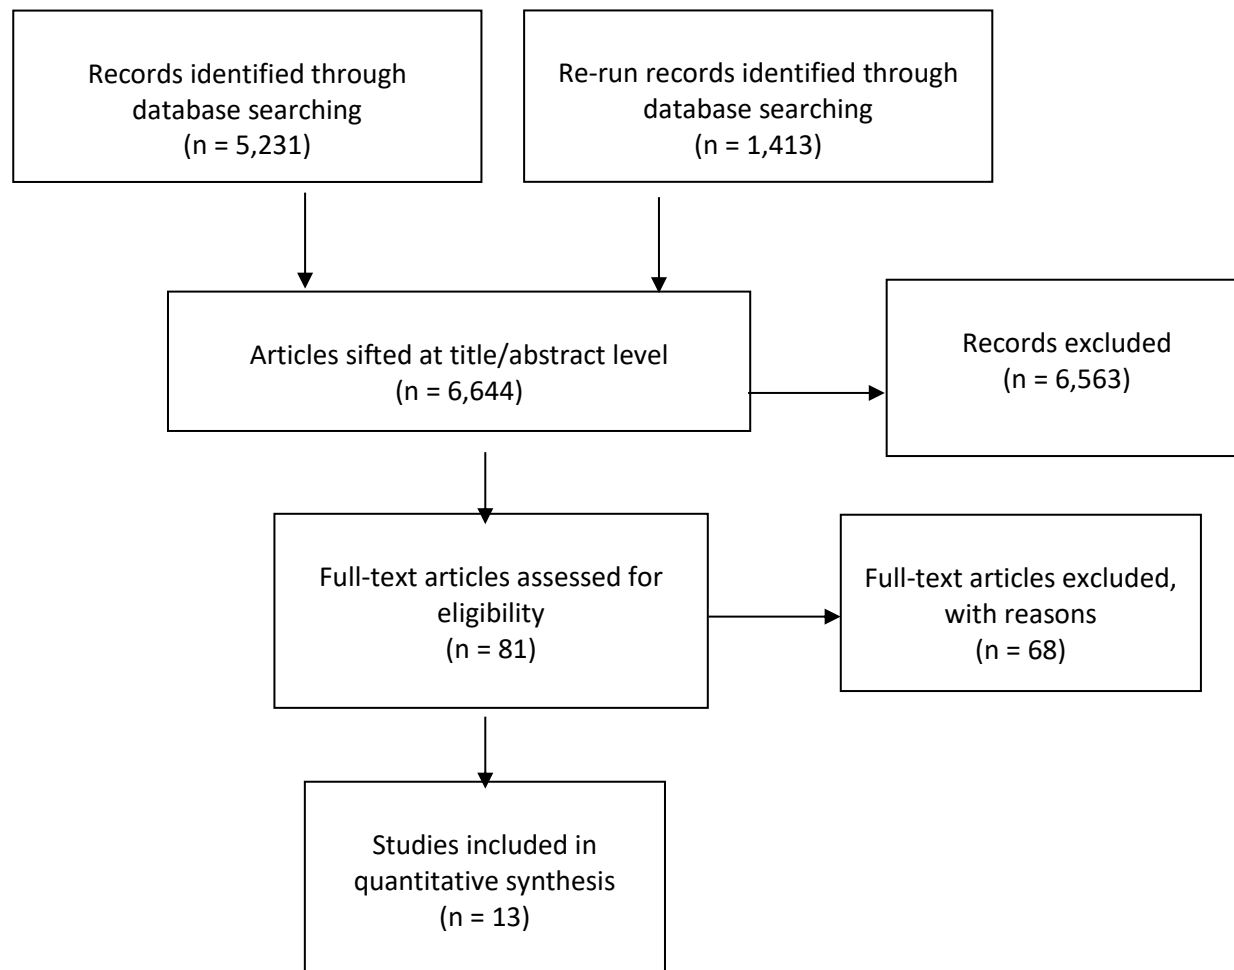 Records identified through
database searching
(n = 5,231)
Re-run records identified through
database searching
(n = 1,413)
Articles sifted at title/abstract level
(n = 6,644)
Records excluded
(n = 6,563)
Full-text articles assessed for
eligibility
(n = 81)
Full-text articles excluded,
with reasons
(n = 68)
Studies included in
quantitative synthesis
(n = 13)